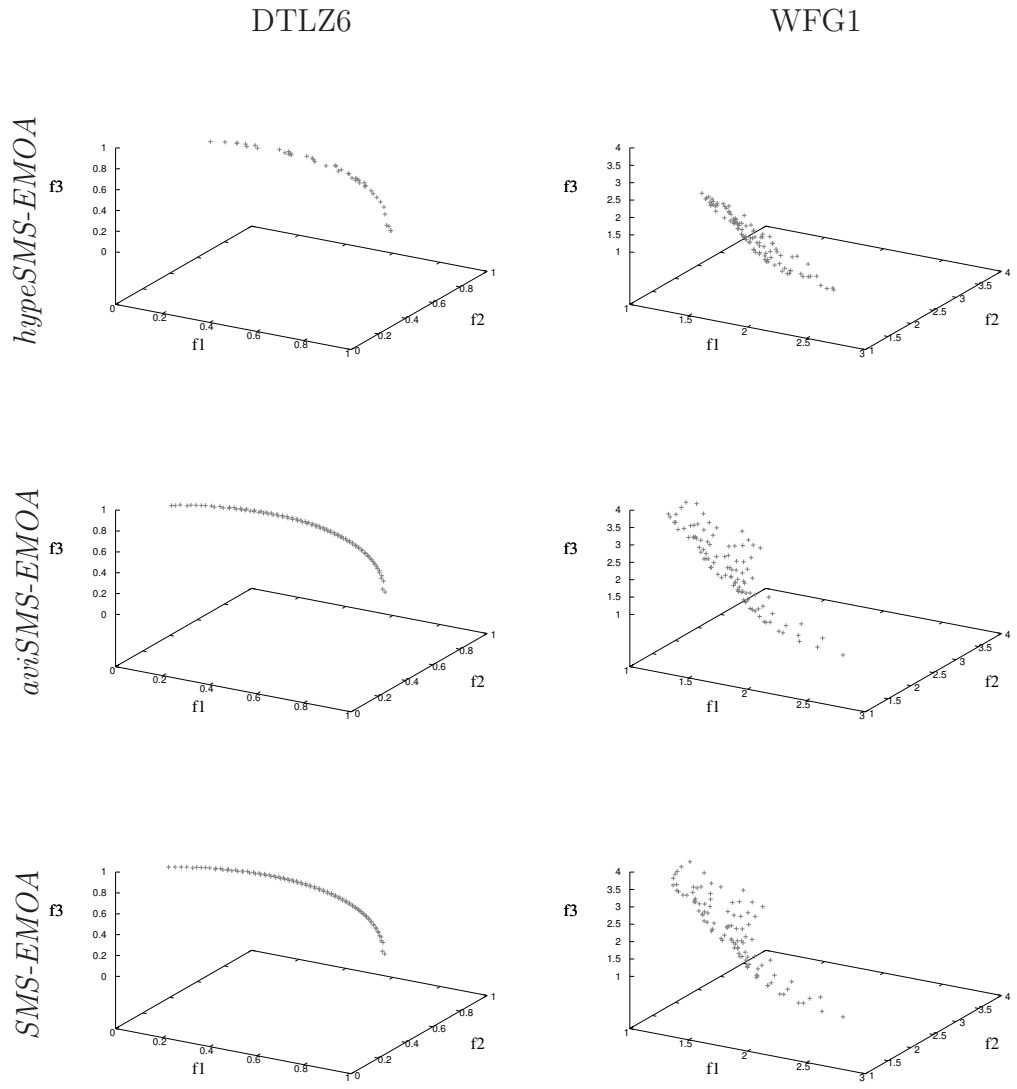 DTLZ6 WFG1
hypeSMS-EMOA
1
0.8
f3
0.6
0.4
0.2
0
0 0.2 0.4 0.6 0.8 1
f1
0 0.2 0.4 0.6 0.8 1
f2
4
3.5
3
f3
2.5
2
1.5
1
1 1.5 2 2.5 3
f1
1 1.5 2 2.5 3 3.5 4
f2
aviSMS-EMOA
1
0.8
f3
0.6
0.4
0.2
0
0 0.2 0.4 0.6 0.8 1
f1
0 0.2 0.4 0.6 0.8 1
f2
4
3.5
3
f3
2.5
2
1.5
1
1 1.5 2 2.5 3
f1
1 1.5 2 2.5 3 3.5 4
f2
SMS-EMOA
1
0.8
f3
0.6
0.4
0.2
0
0 0.2 0.4 0.6 0.8 1
f1
0 0.2 0.4 0.6 0.8 1
f2
4
3.5
3
f3
2.5
2
1.5
1
1 1.5 2 2.5 3
f1
1 1.5 2 2.5 3 3.5 4
f2